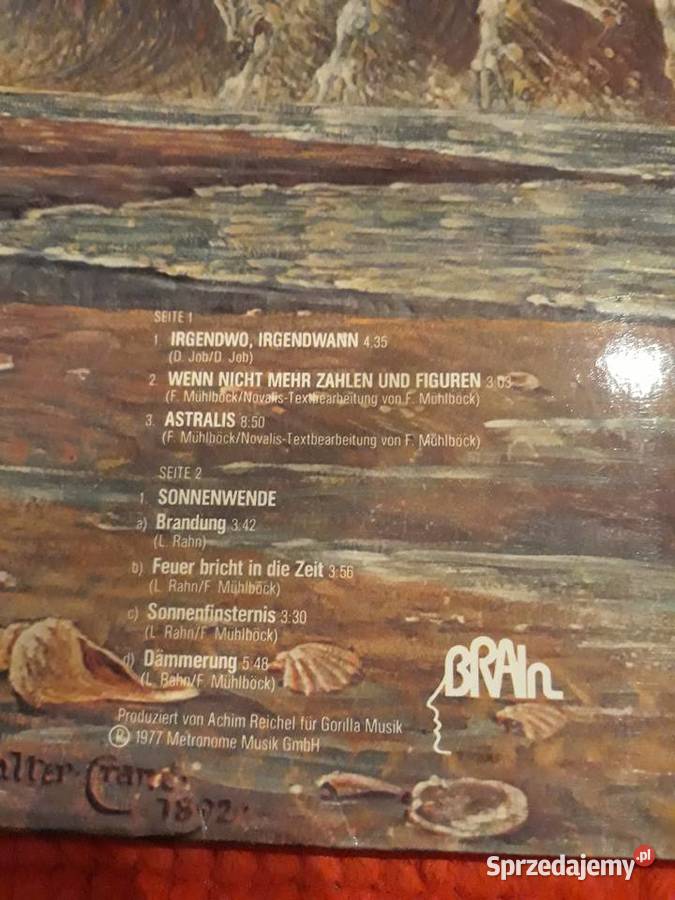 SEITE 1
1. IRGENDWO, IRGENDWANN 4.35
(D. Job/D. Job)
2. WENN NICHT MEHR ZAHLEN UND FIGUREN 3:03
(F. Mühlböck/Novalis-Textbearbeitung von F. Mühlböck)
3. ASTRALIS 8:50
(F. Mühlböck/Novalis-Textbearbeitung von F. Mühlböck)
SEITE 2
1. SONNENWENDE
a) Brandung 3:42
(L. Rahn)
b) Feuer bricht in die Zeit 3:56
(L. Rahn/F. Mühlböck)
c) Sonnenfinsternis 3:30
(L. Rahn/F. Mühlböck)
d) Dämmerung 5:48
(L. Rahn/F. Mühlböck)
BRAIn
Produziert von Achim Reichel für Gorilla Musik
Ⓟ 1977 Metronome Musik GmbH
alter Crane
1892
Sprzedajemy.pl